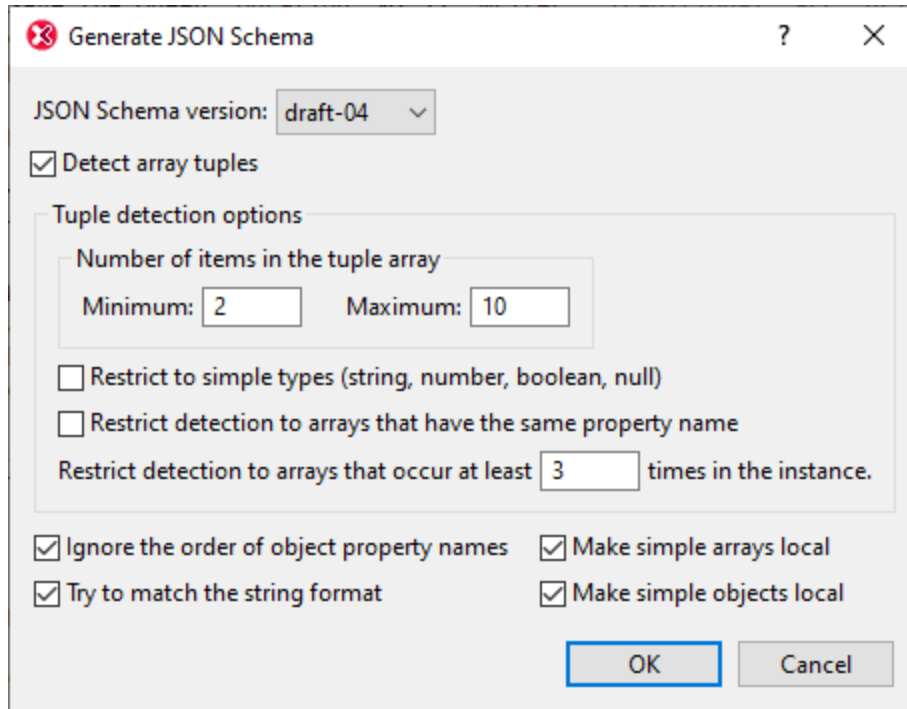 Generate JSON Schema
?
JSON Schema version: draft-04
Detect array tuples
Tuple detection options
Number of items in the tuple array
Minimum: 2 Maximum: 10
Restrict to simple types (string, number, boolean, null)
Restrict detection to arrays that have the same property name
Restrict detection to arrays that occur at least 3 times in the instance.
Ignore the order of object property names
Make simple arrays local
Try to match the string format
Make simple objects local
OK
Cancel